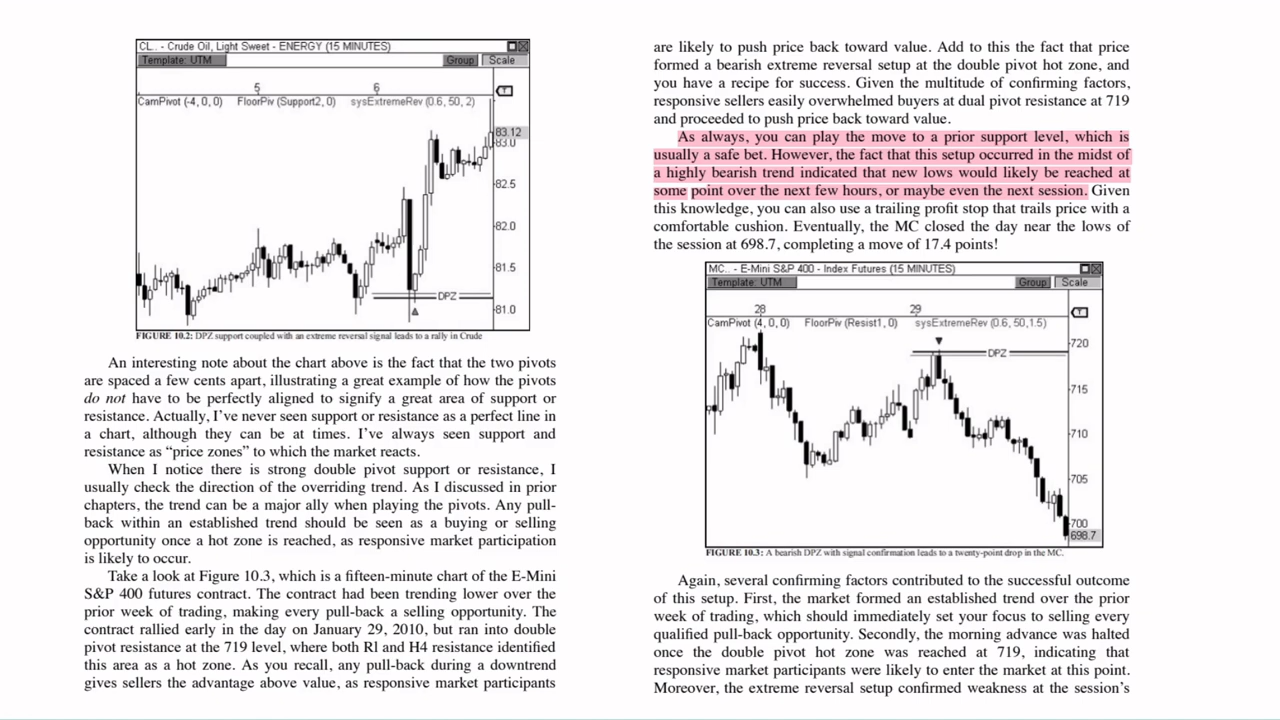 CL.. - Crude Oil, Light Sweet - ENERGY (15 MINUTES)
Template: UTM
Group
Scale
5
6
CamPivot (-4, 0, 0) FloorPiv (Support2, 0) sysExtremeRev (0.6, 50, 2)
83.12
83.0
82.5
82.0
81.5
DPZ
81.0
FIGURE 10.2: DPZ support coupled with an extreme reversal signal leads to a rally in Crude
An interesting note about the chart above is the fact that the two pivots
are spaced a few cents apart, illustrating a great example of how the pivots
do not have to be perfectly aligned to signify a great area of support or
resistance. Actually, I’ve never seen support or resistance as a perfect line in
a chart, although they can be at times. I’ve always seen support and
resistance as “price zones” to which the market reacts.
When I notice there is strong double pivot support or resistance, I
usually check the direction of the overriding trend. As I discussed in prior
chapters, the trend can be a major ally when playing the pivots. Any pull-
back within an established trend should be seen as a buying or selling
opportunity once a hot zone is reached, as responsive market participation
is likely to occur.
Take a look at Figure 10.3, which is a fifteen-minute chart of the E-Mini
S&P 400 futures contract. The contract had been trending lower over the
prior week of trading, making every pull-back a selling opportunity. The
contract rallied early in the day on January 29, 2010, but ran into double
pivot resistance at the 719 level, where both Rl and H4 resistance identified
this area as a hot zone. As you recall, any pull-back during a downtrend
gives sellers the advantage above value, as responsive market participants
are likely to push price back toward value. Add to this the fact that price
formed a bearish extreme reversal setup at the double pivot hot zone, and
you have a recipe for success. Given the multitude of confirming factors,
responsive sellers easily overwhelmed buyers at dual pivot resistance at 719
and proceeded to push price back toward value.
As always, you can play the move to a prior support level, which is
usually a safe bet. However, the fact that this setup occurred in the midst of
a highly bearish trend indicated that new lows would likely be reached at
some point over the next few hours, or maybe even the next session. Given
this knowledge, you can also use a trailing profit stop that trails price with a
comfortable cushion. Eventually, the MC closed the day near the lows of
the session at 698.7, completing a move of 17.4 points!
MC.. - E-Mini S&P 400 - Index Futures (15 MINUTES)
Template: UTM
Group
Scale
28
29
CamPivot (4, 0, 0) FloorPiv (Resist1, 0) sysExtremeRev (0.6, 50,1.5)
720
DPZ
715
710
705
700
698.7
FIGURE 10.3: A bearish DPZ with signal confirmation leads to a twenty-point drop in the MC.
Again, several confirming factors contributed to the successful outcome
of this setup. First, the market formed an established trend over the prior
week of trading, which should immediately set your focus to selling every
qualified pull-back opportunity. Secondly, the morning advance was halted
once the double pivot hot zone was reached at 719, indicating that
responsive market participants were likely to enter the market at this point.
Moreover, the extreme reversal setup confirmed weakness at the session’s